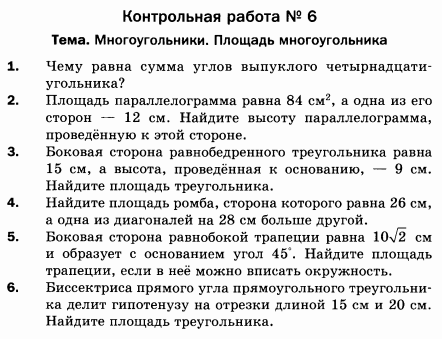 Контрольная работа № 6
Тема. Многоугольники. Площадь многоугольника
1. Чему равна сумма углов выпуклого четырнадцати-
угольника?
2. Площадь параллелограмма равна 84 см², а одна из его
сторон — 12 см. Найдите высоту параллелограмма,
проведённую к этой стороне.
3. Боковая сторона равнобедренного треугольника равна
15 см, а высота, проведённая к основанию, — 9 см.
Найдите площадь треугольника.
4. Найдите площадь ромба, сторона которого равна 26 см,
а одна из диагоналей на 28 см больше другой.
5. Боковая сторона равнобокой трапеции равна 10√2 см
и образует с основанием угол 45°. Найдите площадь
трапеции, если в неё можно вписать окружность.
6. Биссектриса прямого угла прямоугольного треугольни-
ка делит гипотенузу на отрезки длиной 15 см и 20 см.
Найдите площадь треугольника.